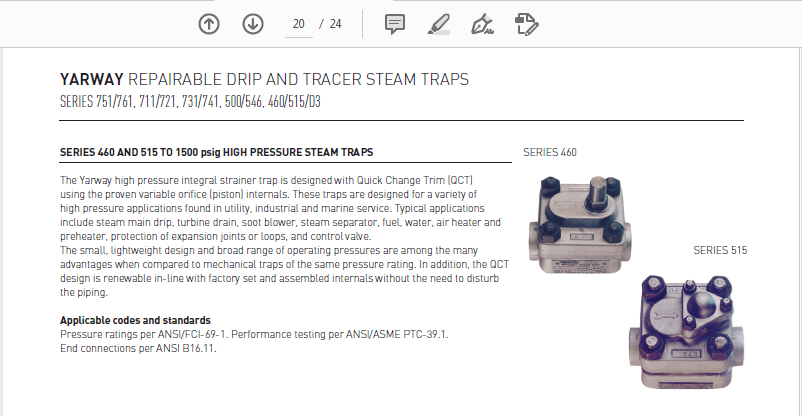 20 / 24
YARWAY REPAIRABLE DRIP AND TRACER STEAM TRAPS
SERIES 751/761, 711/721, 731/741, 500/546, 460/515/D3
SERIES 460 AND 515 TO 1500 psig HIGH PRESSURE STEAM TRAPS
The Yarway high pressure integral strainer trap is designed with Quick Change Trim (QCT)
using the proven variable orifice (piston) internals. These traps are designed for a variety of
high pressure applications found in utility, industrial and marine service. Typical applications
include steam main drip, turbine drain, soot blower, steam separator, fuel, water, air heater and
preheater, protection of expansion joints or loops, and control valve.
The small, lightweight design and broad range of operating pressures are among the many
advantages when compared to mechanical traps of the same pressure rating. In addition, the QCT
design is renewable in-line with factory set and assembled internals without the need to disturb
the piping.
Applicable codes and standards
Pressure ratings per ANSI/FCI-69-1. Performance testing per ANSI/ASME PTC-39.1.
End connections per ANSI B16.11.
SERIES 460
SERIES 515